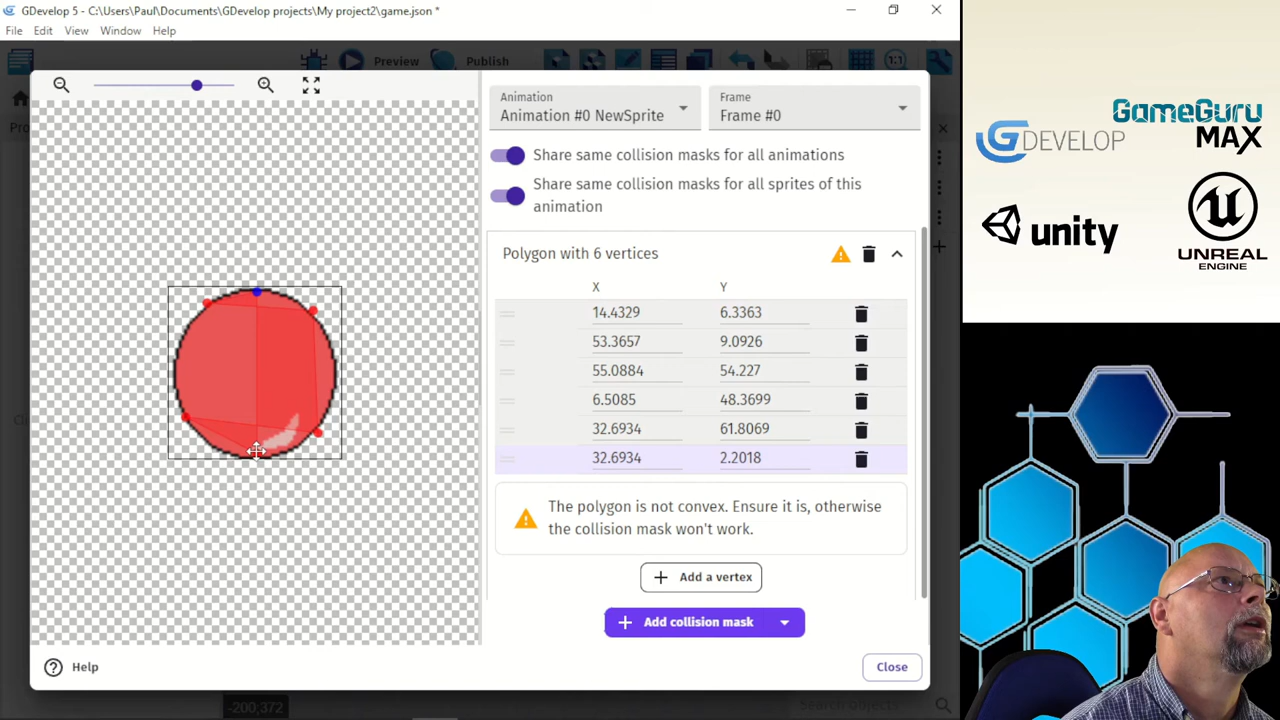 GDevelop 5 - C:\Users\Paul\Documents\GDevelop projects\My project2\game.json *
File Edit View Window Help
Preview Publish
Animation
Animation #0 NewSprite
Frame
Frame #0
Share same collision masks for all animations
Share same collision masks for all sprites of this
animation
Polygon with 6 vertices
X Y
14.4329 6.3363
53.3657 9.0926
55.0884 54.227
6.5085 48.3699
32.6934 61.8069
32.6934 2.2018
The polygon is not convex. Ensure it is, otherwise
the collision mask won't work.
Add a vertex
Add collision mask
Help
Close
-200;372
Search Objects
GameGuru
MAX
GDEVELOP
unity
UNREAL
ENGINE